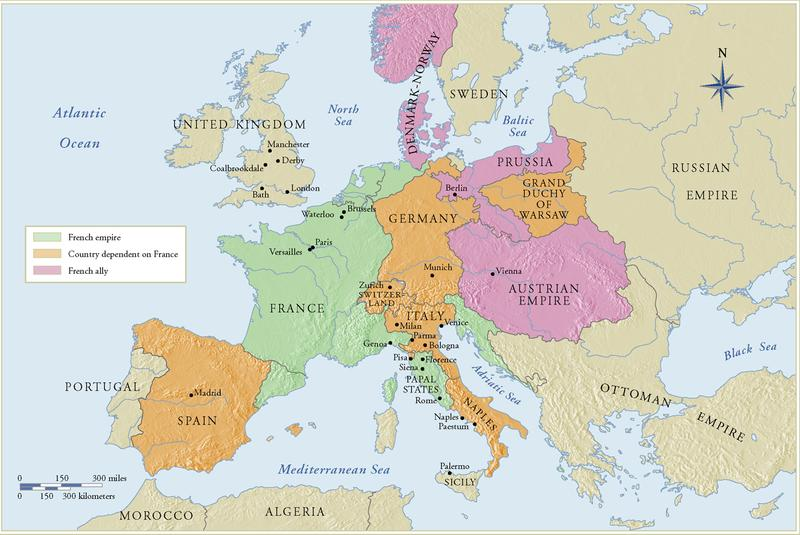 N
Atlantic
Ocean
North
Sea
DENMARK-NORWAY
SWEDEN
Baltic
Sea
UNITED KINGDOM
Manchester
Derby
Coalbrookdale
Bath
London
PRUSSIA
RUSSIAN
EMPIRE
Berlin
GRAND
DUCHY
OF
WARSAW
Brussels
Waterloo
GERMANY
French empire
Country dependent on France
French ally
Paris
Versailles
Munich
Vienna
AUSTRIAN
EMPIRE
Zurich
SWITZER-
LAND
FRANCE
ITALY
Milan
Venice
Parma
Genoa
Bologna
Pisa
Florence
Siena
PAPAL
STATES
Rome
Adriatic Sea
Black Sea
PORTUGAL
Madrid
SPAIN
NAPLES
Naples
Paestum
OTTOMAN
EMPIRE
Mediterranean Sea
Palermo
SICILY
0 150 300 miles
0 150 300 kilometers
MOROCCO
ALGERIA